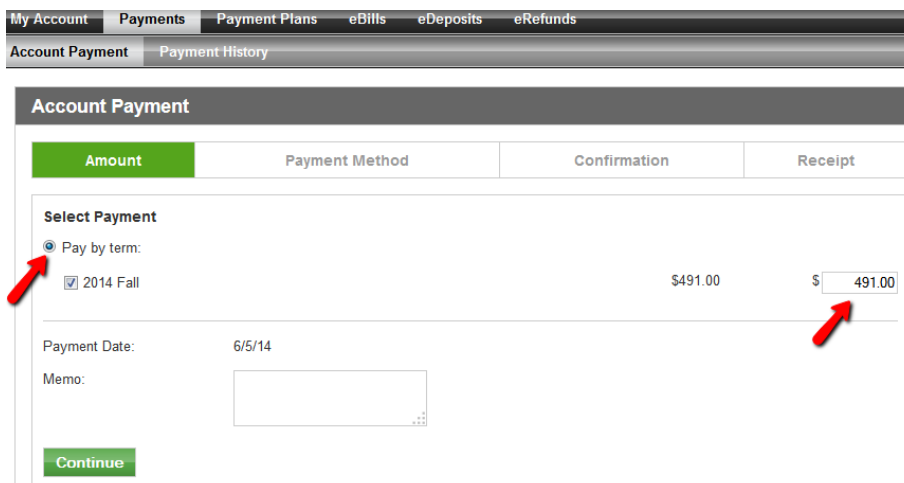 My Account Payments Payment Plans eBills eDeposits eRefunds
Account Payment Payment History
Account Payment
Amount Payment Method Confirmation Receipt
Select Payment
Pay by term:
2014 Fall $491.00 $ 491.00
Payment Date: 6/5/14
Memo:
Continue